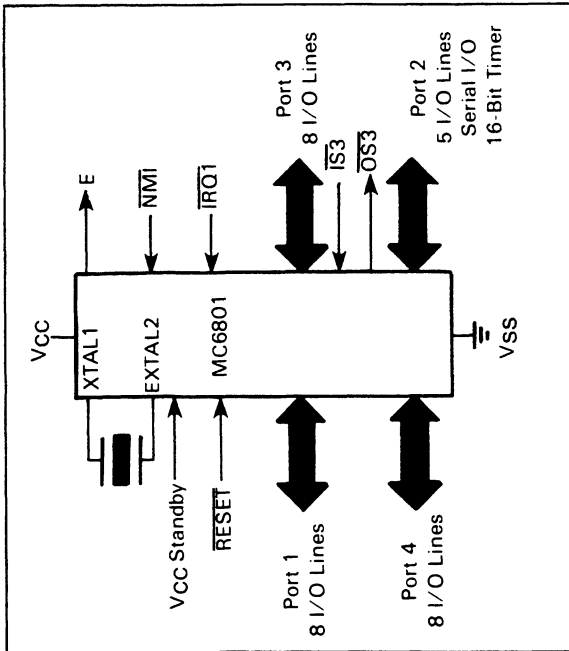 VCC
XTAL1
EXTAL2
MC6801
E
NMI
IRQ1
VCC Standby
RESET
Port 3
8 I/O Lines
IS3
OS3
Port 1
8 I/O Lines
Port 2
5 I/O Lines
Serial I/O
16-Bit Timer
Port 4
8 I/O Lines
VSS